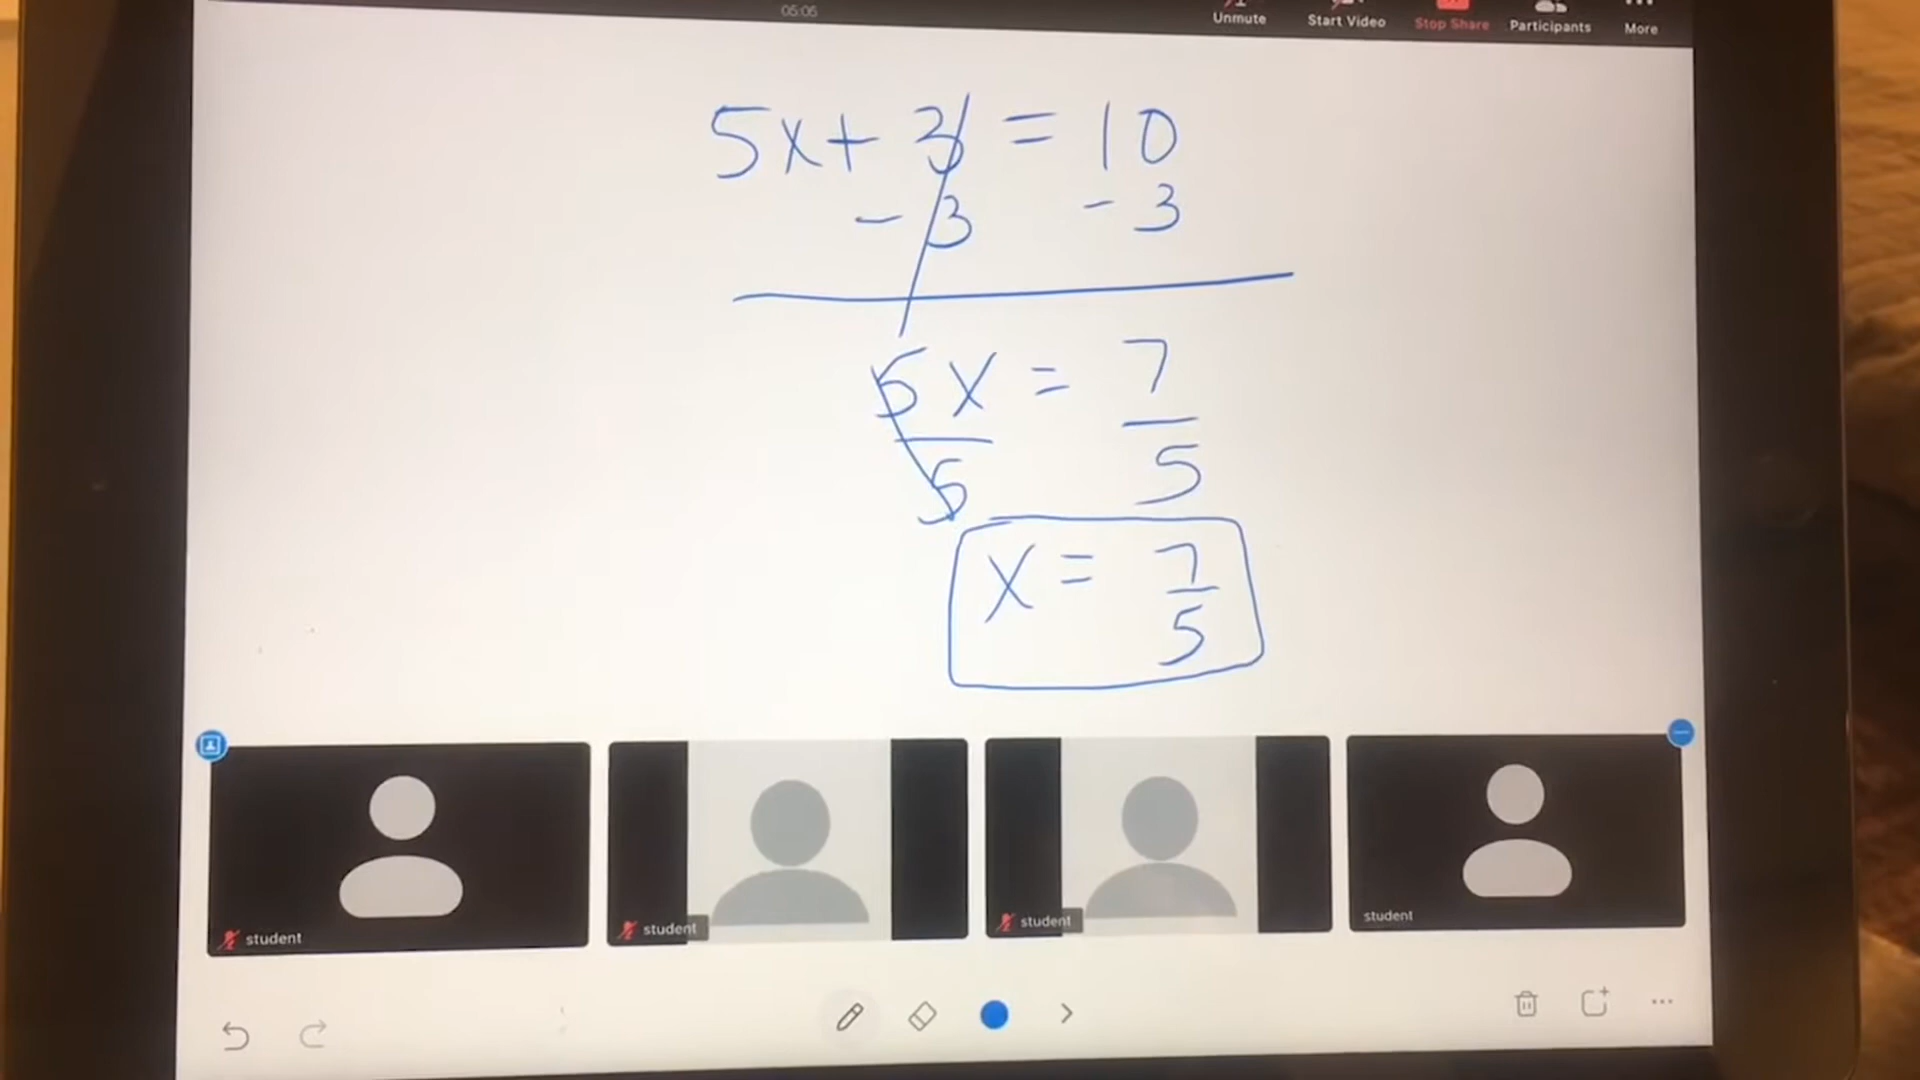 05:05
Unmute Start Video Stop Share Participants More
5x + 3 = 10
- 3 - 3
5x = 7
5 5
x = 7
5
student student student student